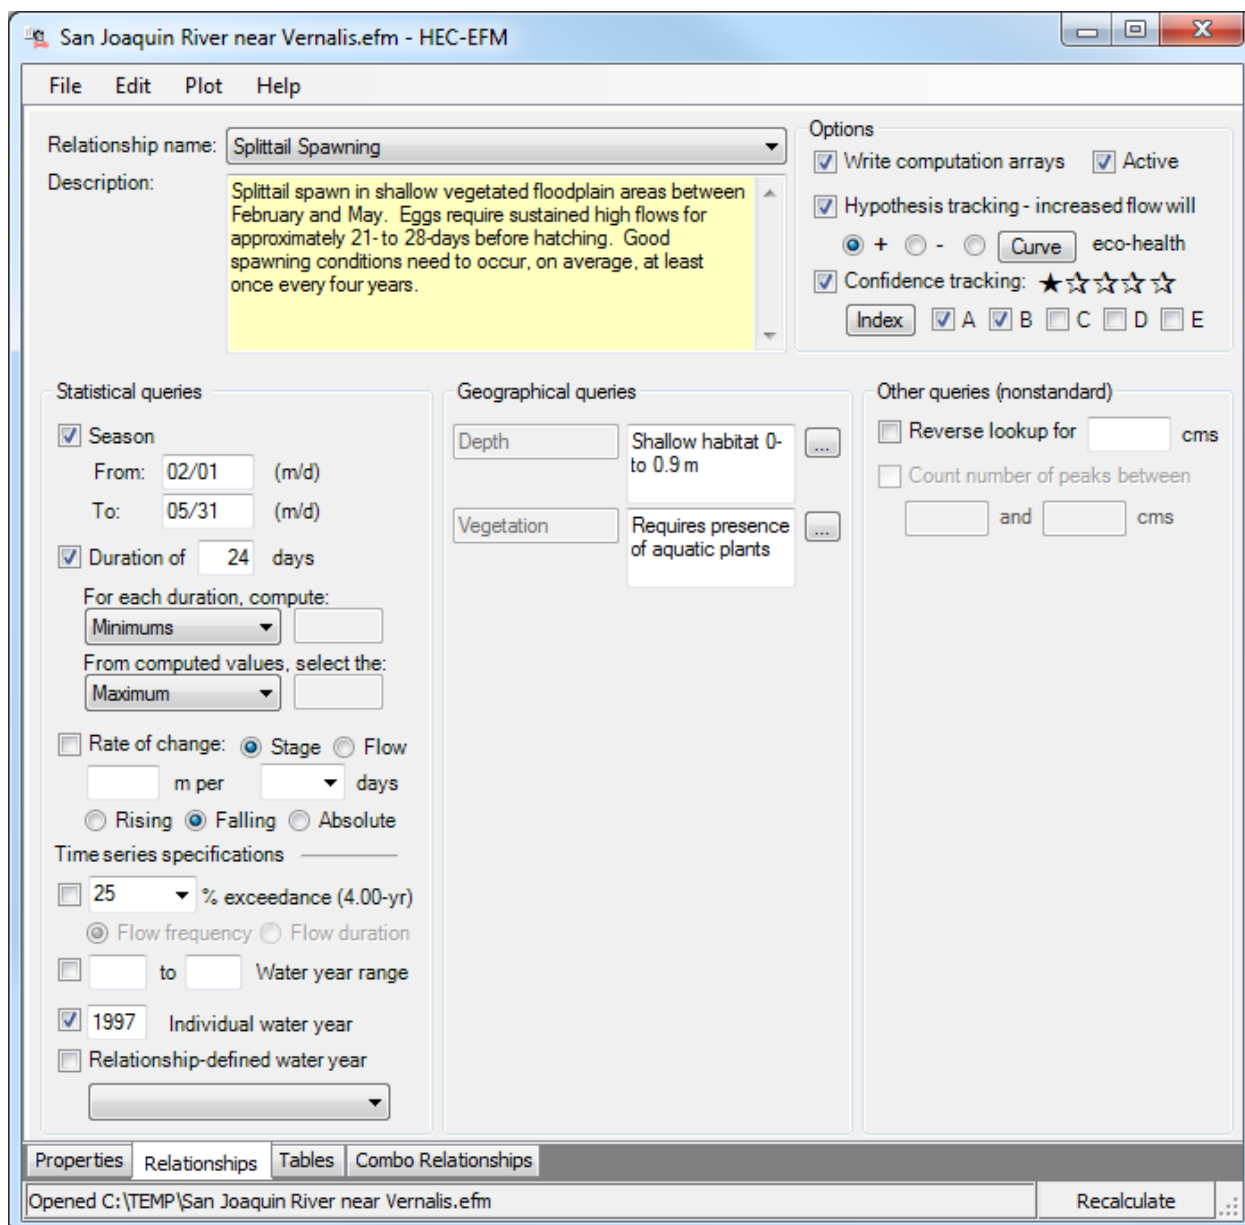 San Joaquin River near Vernalis.efm - HEC-EFM
File Edit Plot Help
Relationship name: Splittail Spawning
Description:
Splittail spawn in shallow vegetated floodplain areas between
February and May. Eggs require sustained high flows for
approximately 21- to 28-days before hatching. Good
spawning conditions need to occur, on average, at least
once every four years.
Options
Write computation arrays Active
Hypothesis tracking - increased flow will
+ - Curve eco-health
Confidence tracking:
Index A B C D E
Statistical queries
Season
From: 02/01 (m/d)
To: 05/31 (m/d)
Duration of 24 days
For each duration, compute:
Minimums
From computed values, select the:
Maximum
Rate of change: Stage Flow
m per days
Rising Falling Absolute
Time series specifications
25 % exceedance (4.00-yr)
Flow frequency Flow duration
to Water year range
1997 Individual water year
Relationship-defined water year
Geographical queries
Depth
Shallow habitat 0-
to 0.9 m
...
Vegetation
Requires presence
of aquatic plants
...
Other queries (nonstandard)
Reverse lookup for cms
Count number of peaks between
and cms
Properties Relationships Tables Combo Relationships
Opened C:\TEMP\San Joaquin River near Vernalis.efm Recalculate